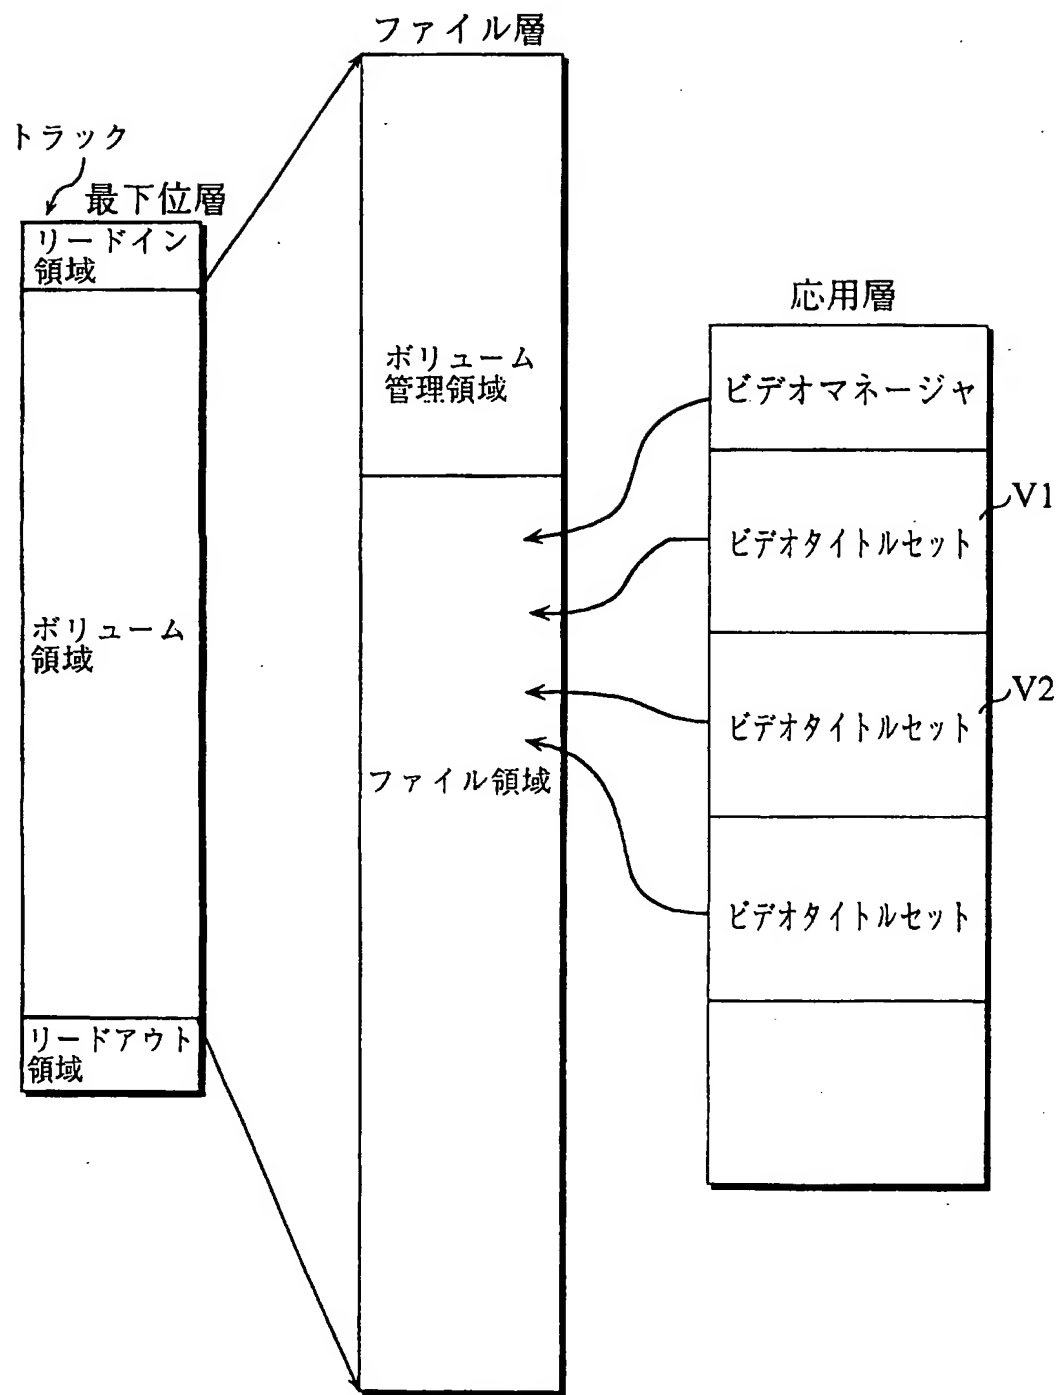 ファイル層
トラック
最下位層
リードイン
領域
ボリューム
領域
リードアウト
領域
ボリューム
管理領域
ファイル領域
応用層
ビデオマネージャ
ビデオタイトルセット
V1
ビデオタイトルセット
V2
ビデオタイトルセット